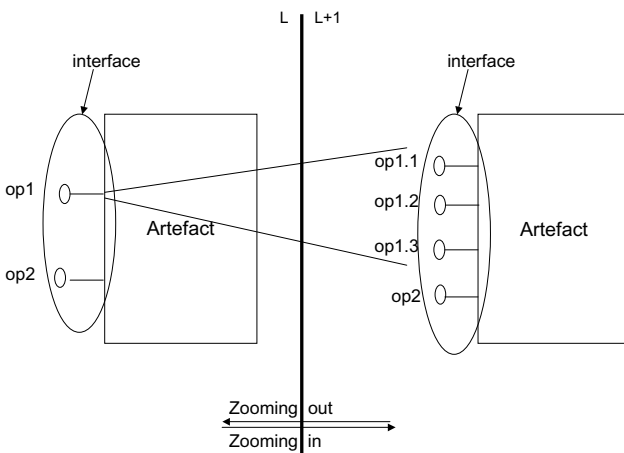 L L+1
interface
interface
op1
op2
Artefact
op1.1
op1.2
op1.3
op2
Artefact
Zooming out
Zooming in